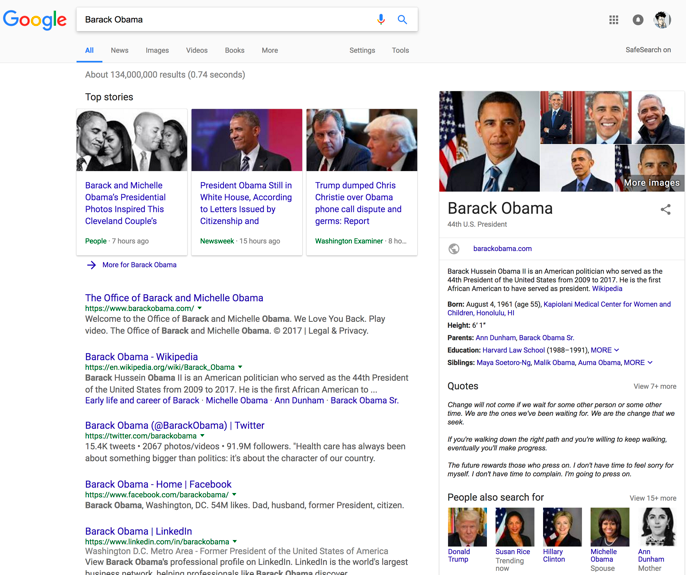 Google
Barack Obama
All News Images Videos Books More Settings Tools
SafeSearch on
About 134,000,000 results (0.74 seconds)
Top stories
Barack and Michelle
Obama's Presidential
Photos Inspired This
Cleveland Couple's
People · 7 hours ago
President Obama Still in
White House, According
to Letters Issued by
Citizenship and
Newsweek · 15 hours ago
Trump dumped Chris
Christie over Obama
phone call dispute and
germs: Report
Washington Examiner · 8 ho...
More for Barack Obama
The Office of Barack and Michelle Obama
https://www.barackobama.com/
Welcome to the Office of Barack and Michelle Obama. We Love You Back. Play
video. The Office of Barack and Michelle Obama. © 2017 | Legal & Privacy.
Barack Obama - Wikipedia
https://en.wikipedia.org/wiki/Barack_Obama
Barack Hussein Obama II is an American politician who served as the 44th President
of the United States from 2009 to 2017. He is the first African American to ...
Early life and career of Barack · Michelle Obama · Ann Dunham · Barack Obama Sr.
Barack Obama (@BarackObama) | Twitter
https://twitter.com/barackobama
15.4K tweets • 2067 photos/videos • 91.9M followers. "Health care has always been
about something bigger than politics: it's about the character of our country.
Barack Obama - Home | Facebook
https://www.facebook.com/barackobama/
Barack Obama, Washington, DC. 54M likes. Dad, husband, former President, citizen.
Barack Obama | LinkedIn
https://www.linkedin.com/in/barackobama
Washington D.C. Metro Area - Former President of the United States of America
View Barack Obama's professional profile on LinkedIn. LinkedIn is the world's largest
business network, helping professionals like Barack Obama discover
More images
Barack Obama
44th U.S. President
barackobama.com
Barack Hussein Obama II is an American politician who served as the
44th President of the United States from 2009 to 2017. He is the first
African American to have served as president. Wikipedia
Born: August 4, 1961 (age 55), Kapiolani Medical Center for Women and
Children, Honolulu, HI
Height: 6' 1"
Parents: Ann Dunham, Barack Obama Sr.
Education: Harvard Law School (1988–1991), MORE
Siblings: Maya Soetoro-Ng, Malik Obama, Auma Obama, MORE
Quotes View 7+ more
Change will not come if we wait for some other person or some other
time. We are the ones we've been waiting for. We are the change that we
seek.
If you're walking down the right path and you're willing to keep walking,
eventually you'll make progress.
The future rewards those who press on. I don't have time to feel sorry for
myself. I don't have time to complain. I'm going to press on.
People also search for View 15+ more
Donald
Trump
Susan Rice
Trending
now
Hillary
Clinton
Michelle
Obama
Spouse
Ann
Dunham
Mother